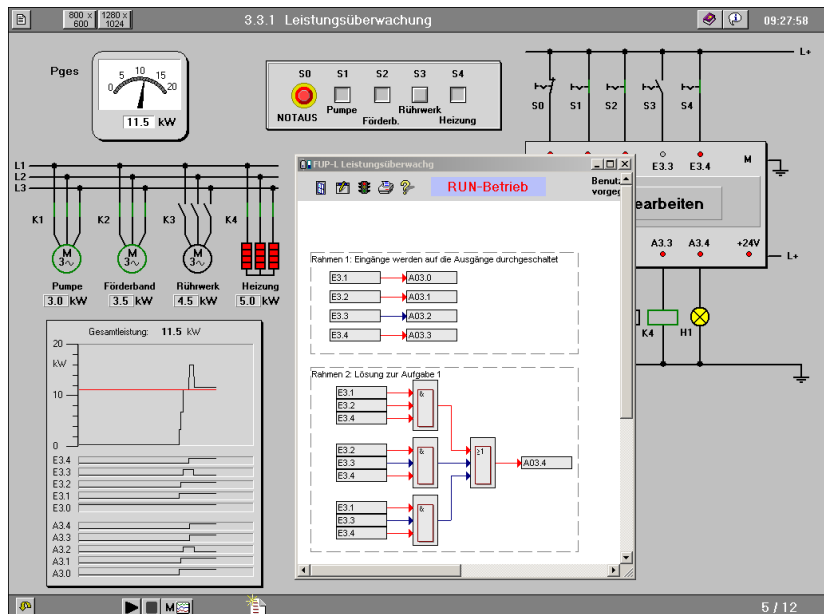 800 x
600
1280 x
1024
3.3.1 Leistungsüberwachung
09:27:58
Pges
0 5 10 15 20
11.5 kW
S0 S1 S2 S3 S4
NOTAUS
Pumpe
Förderb.
Rührwerk
Heizung
L+
S0 S1 S2 S3 S4
E3.3 E3.4 M
earbeiten
A3.3 A3.4 +24V
L+
K4 H1
L1
L2
L3
K1 K2 K3 K4
M
3~
M
3~
M
3~
Pumpe Förderband Rührwerk Heizung
3.0 kW 3.5 kW 4.5 kW 5.0 kW
Gesamtleistung: 11.5 kW
20
kW
10
0
E3.4
E3.3
E3.2
E3.1
E3.0
A3.4
A3.3
A3.2
A3.1
A3.0
FUP-L Leistungsüberwachg
RUN-Betrieb
Benutz
vorgeg
Rahmen 1: Eingänge werden auf die Ausgänge durchgeschaltet
E3.1 A03.0
E3.2 A03.1
E3.3 A03.2
E3.4 A03.3
Rahmen 2: Lösung zur Aufgabe 1
E3.1
E3.2
E3.4
&
E3.2
E3.3
E3.4
&
≥1
A03.4
E3.1
E3.3
E3.4
&
M
5 / 12